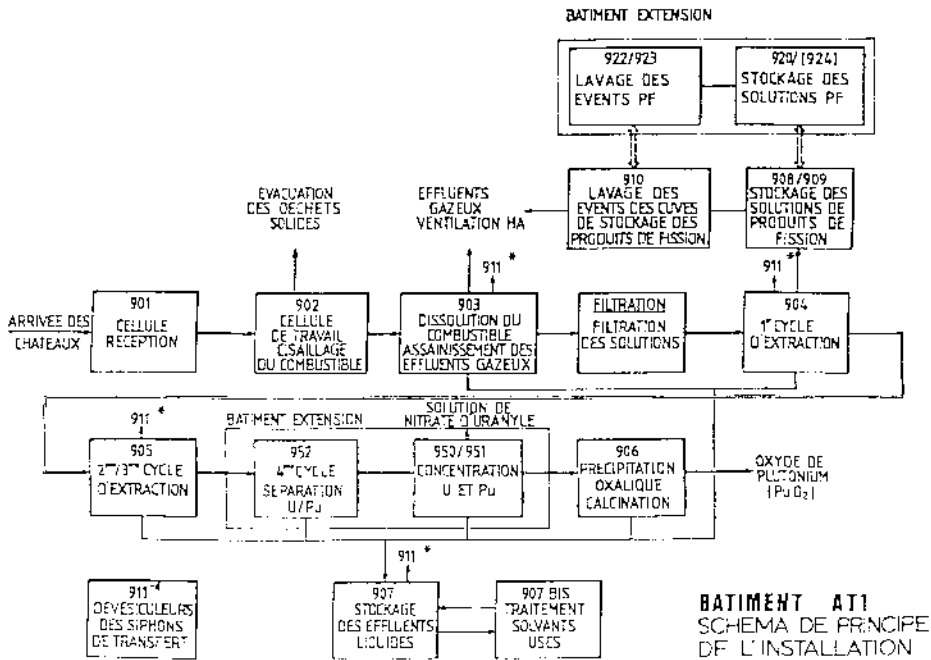 BATIMENT EXTENSION
922/923
LAVAGE DES
EVENTS PF
920/[924]
STOCKAGE DES
SOLUTIONS PF
910
LAVAGE DES
EVENTS DES CUVES
DE STOCKAGE DES
PRODUITS DE FISSION
908/909
STOCKAGE DES
SOLUTIONS DE
PRODUITS DE
FISSION
EVACUATION
DES DECHETS
SOLIDES
EFFLUENTS
GAZEUX
VENTILATION HA
911 *
911 *
ARRIVEE DES
CHATEAUX
901
CELLULE
RECEPTION
902
CELLULE
DE TRAVAIL
CISAILLAGE
DU COMBUSTIBLE
903
DISSOLUTION DU
COMBUSTIBLE
ASSAINISSEMENT DES
EFFLUENTS GAZEUX
FILTRATION
FILTRATION
DES SOLUTIONS
904
1er CYCLE
D'EXTRACTION
911 *
BATIMENT EXTENSION
SOLUTION DE
NITRATE D'URANYLE
905
2me/3me CYCLE
D'EXTRACTION
952
4me CYCLE
SEPARATION
U/Pu
950/951
CONCENTRATION
U ET Pu
906
PRECIPITATION
OXALIQUE
CALCINATION
OXYDE DE
PLUTONIUM
(PuO2)
911 *
911 *
DEVESICULEURS
DES SIPHONS
DE TRANSFERT
907
STOCKAGE
DES EFFLUENTS
LIQUIDES
907 BIS
TRAITEMENT
SOLVANTS
USES
BATIMENT AT1
SCHEMA DE PRINCIPE
DE L'INSTALLATION